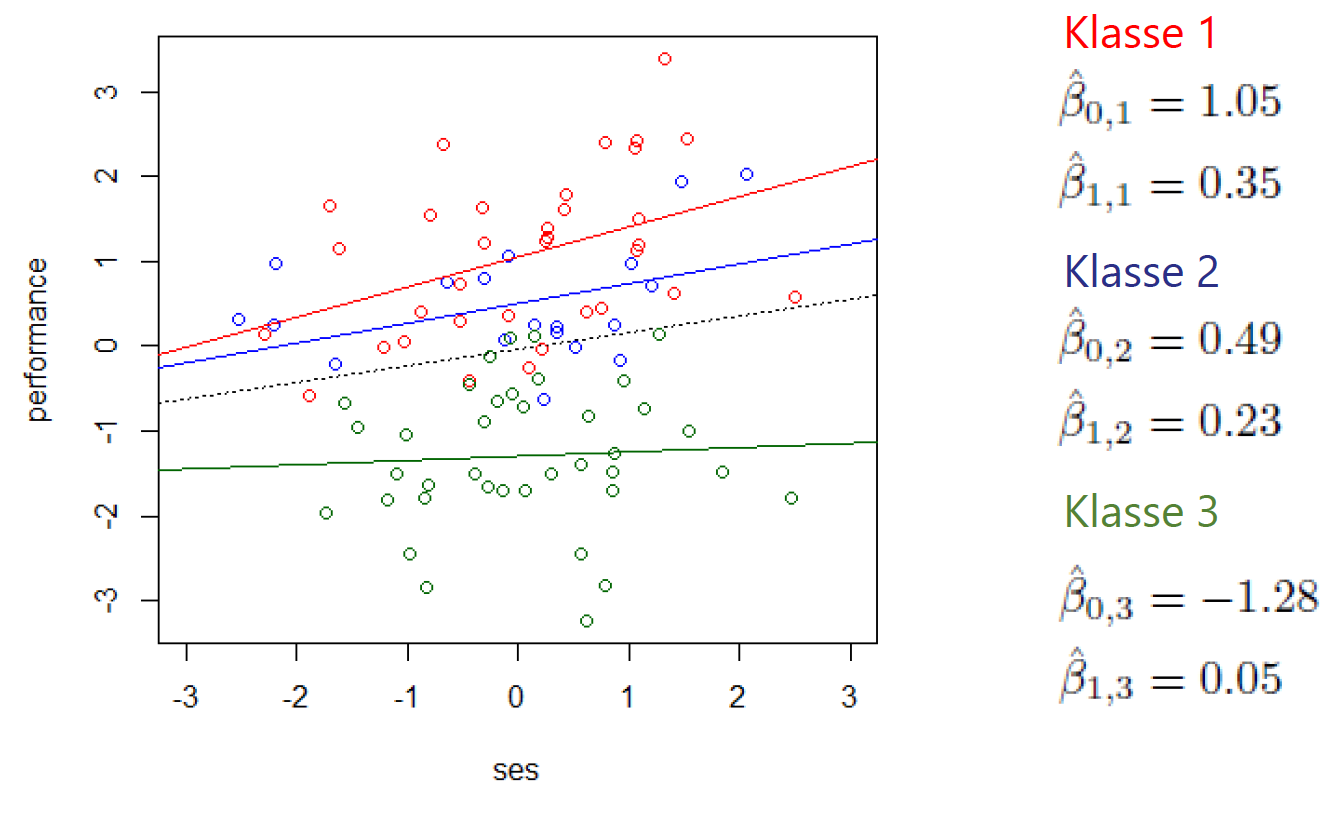 3
2
1
0
-1
-2
-3
performance
-3 -2 -1 0 1 2 3
ses
Klasse 1
β̂0,1 = 1.05
β̂1,1 = 0.35
Klasse 2
β̂0,2 = 0.49
β̂1,2 = 0.23
Klasse 3
β̂0,3 = −1.28
β̂1,3 = 0.05